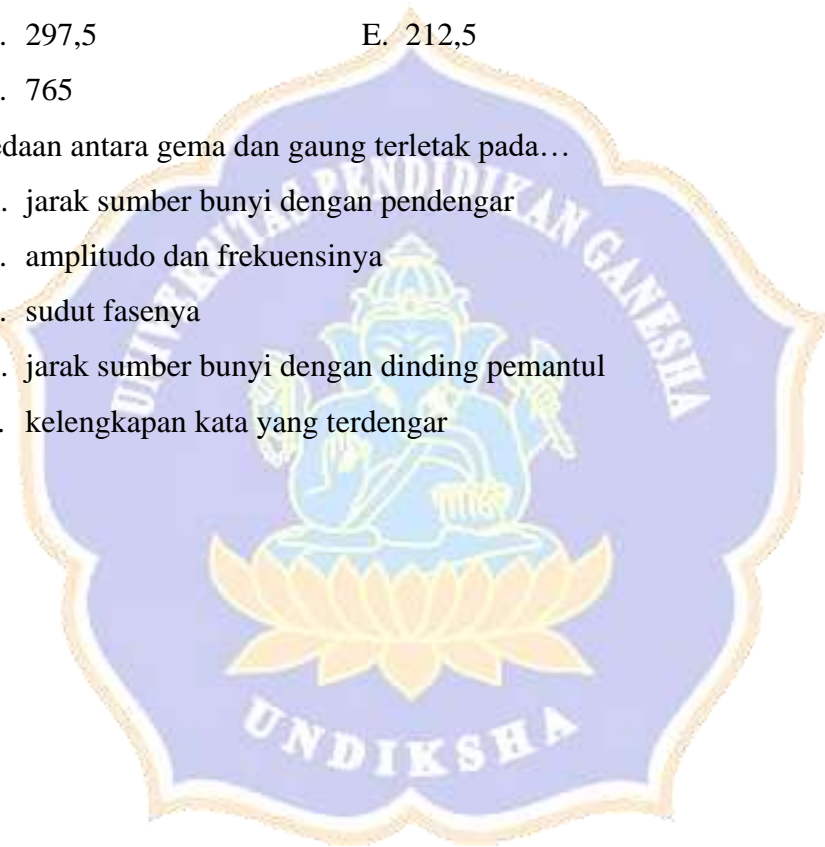 . 297,5 E. 212,5
. 765
edaan antara gema dan gaung terletak pada…
. jarak sumber bunyi dengan pendengar
. amplitudo dan frekuensinya
. sudut fasenya
. jarak sumber bunyi dengan dinding pemantul
. kelengkapan kata yang terdengar
UNIVERSITAS PENDIDIKAN GANESHA
UNDIKSHA